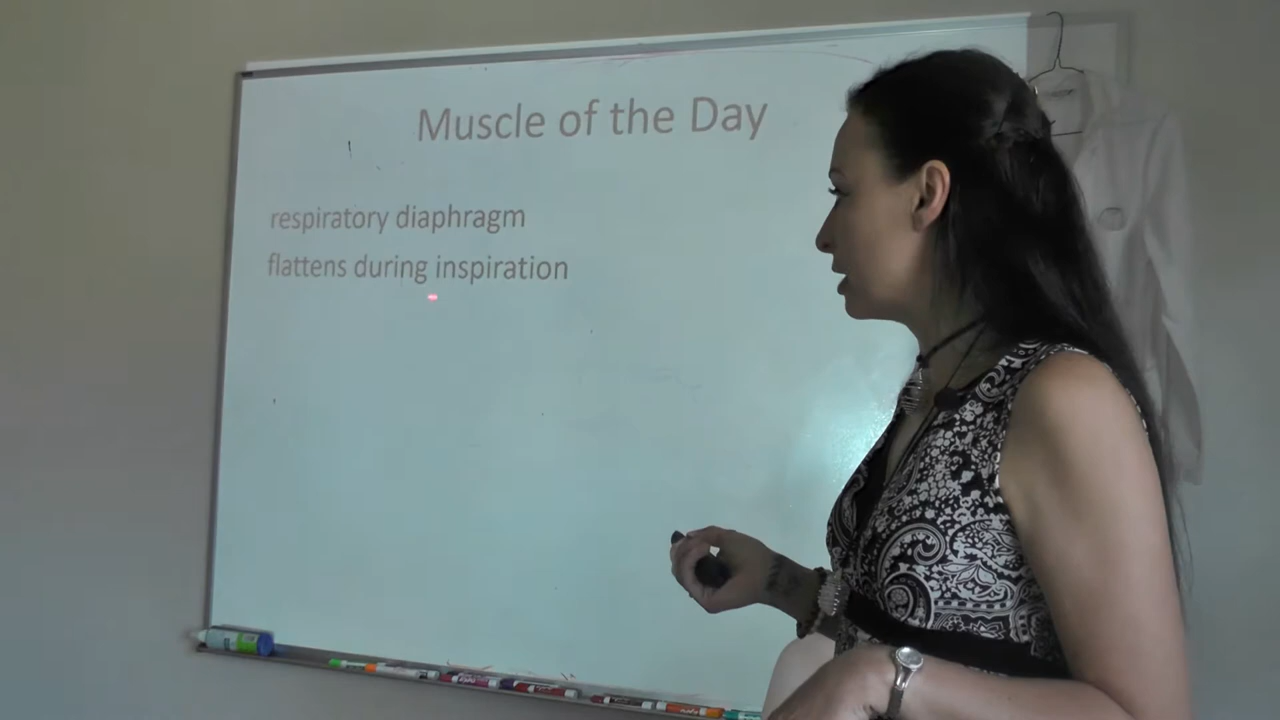 Muscle of the Day
respiratory diaphragm
flattens during inspiration